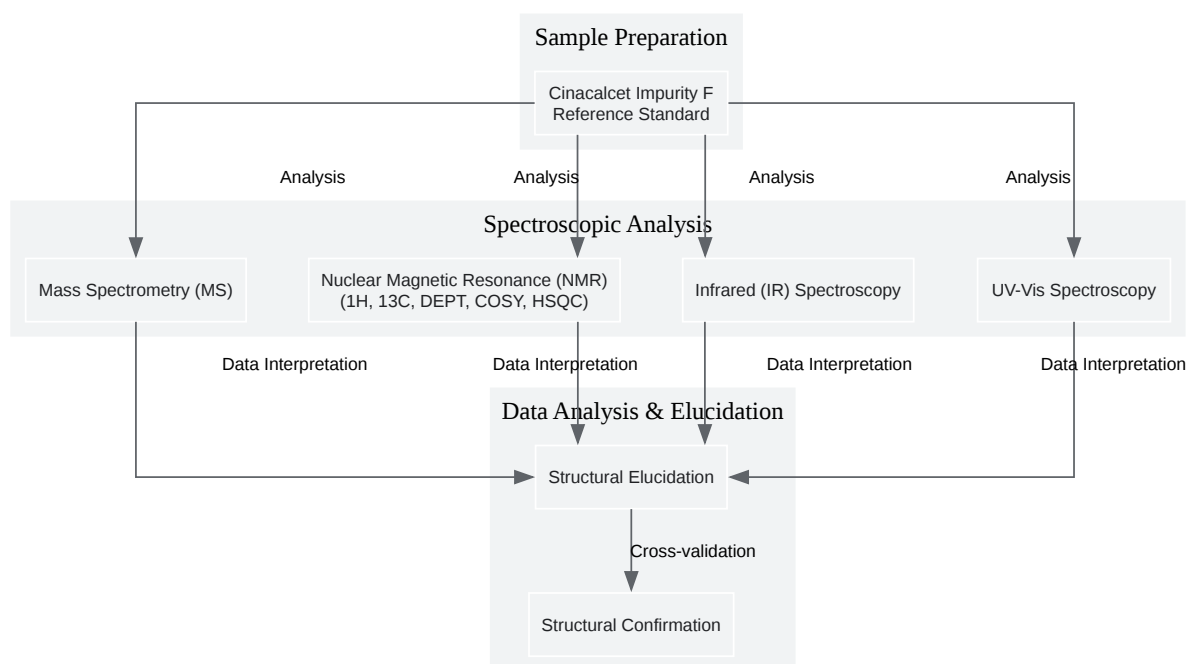 Sample Preparation
Cinacalcet Impurity F
Reference Standard
Analysis
Analysis
Analysis
Analysis
Spectroscopic Analysis
Mass Spectrometry (MS)
Nuclear Magnetic Resonance (NMR)
(1H, 13C, DEPT, COSY, HSQC)
Infrared (IR) Spectroscopy
UV-Vis Spectroscopy
Data Interpretation
Data Interpretation
Data Interpretation
Data Interpretation
Data Analysis & Elucidation
Structural Elucidation
Cross-validation
Structural Confirmation